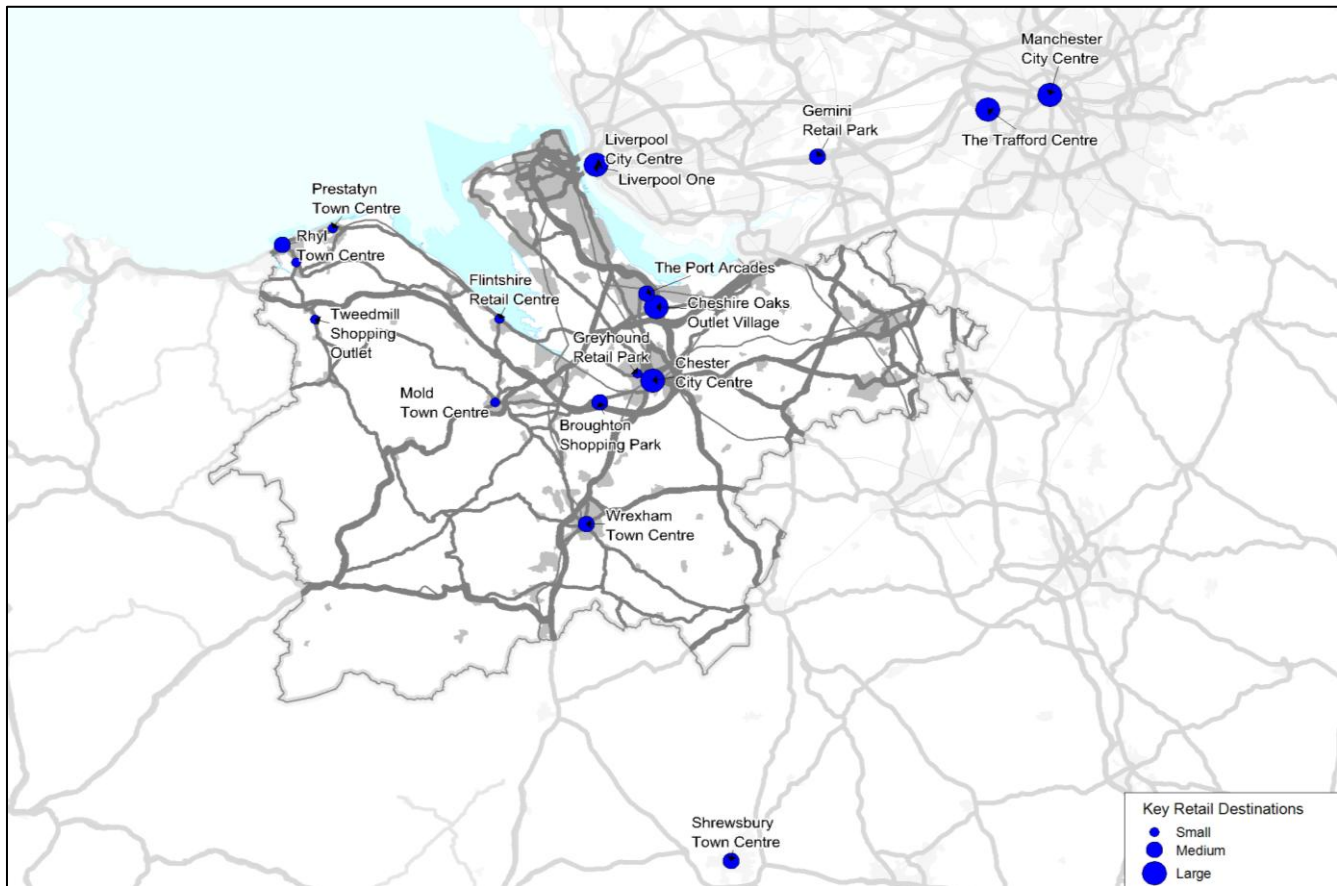 Manchester
City Centre
Gemini
Retail Park
The Trafford Centre
Liverpool
City Centre
Liverpool One
Prestatyn
Town Centre
Rhyl
Town Centre
Flintshire
Retail Centre
The Port Arcades
Cheshire Oaks
Outlet Village
Tweedmill
Shopping
Outlet
Greyhound
Retail Park
Chester
City Centre
Mold
Town Centre
Broughton
Shopping Park
Wrexham
Town Centre
Shrewsbury
Town Centre
Key Retail Destinations
Small
Medium
Large